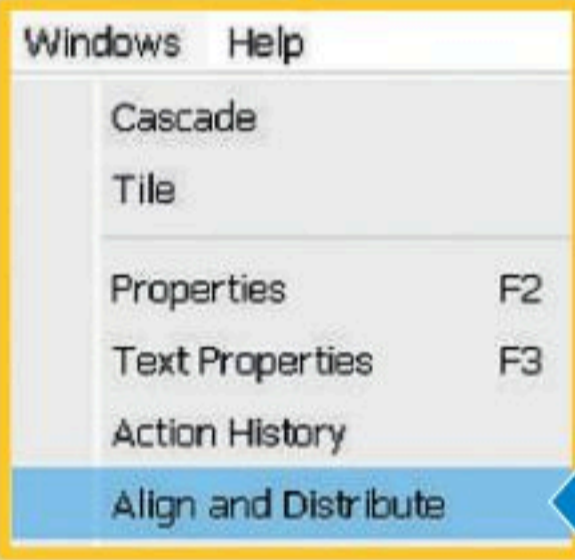 Windows Help
Cascade
Tile
Properties F2
Text Properties F3
Action History
Align and Distribute